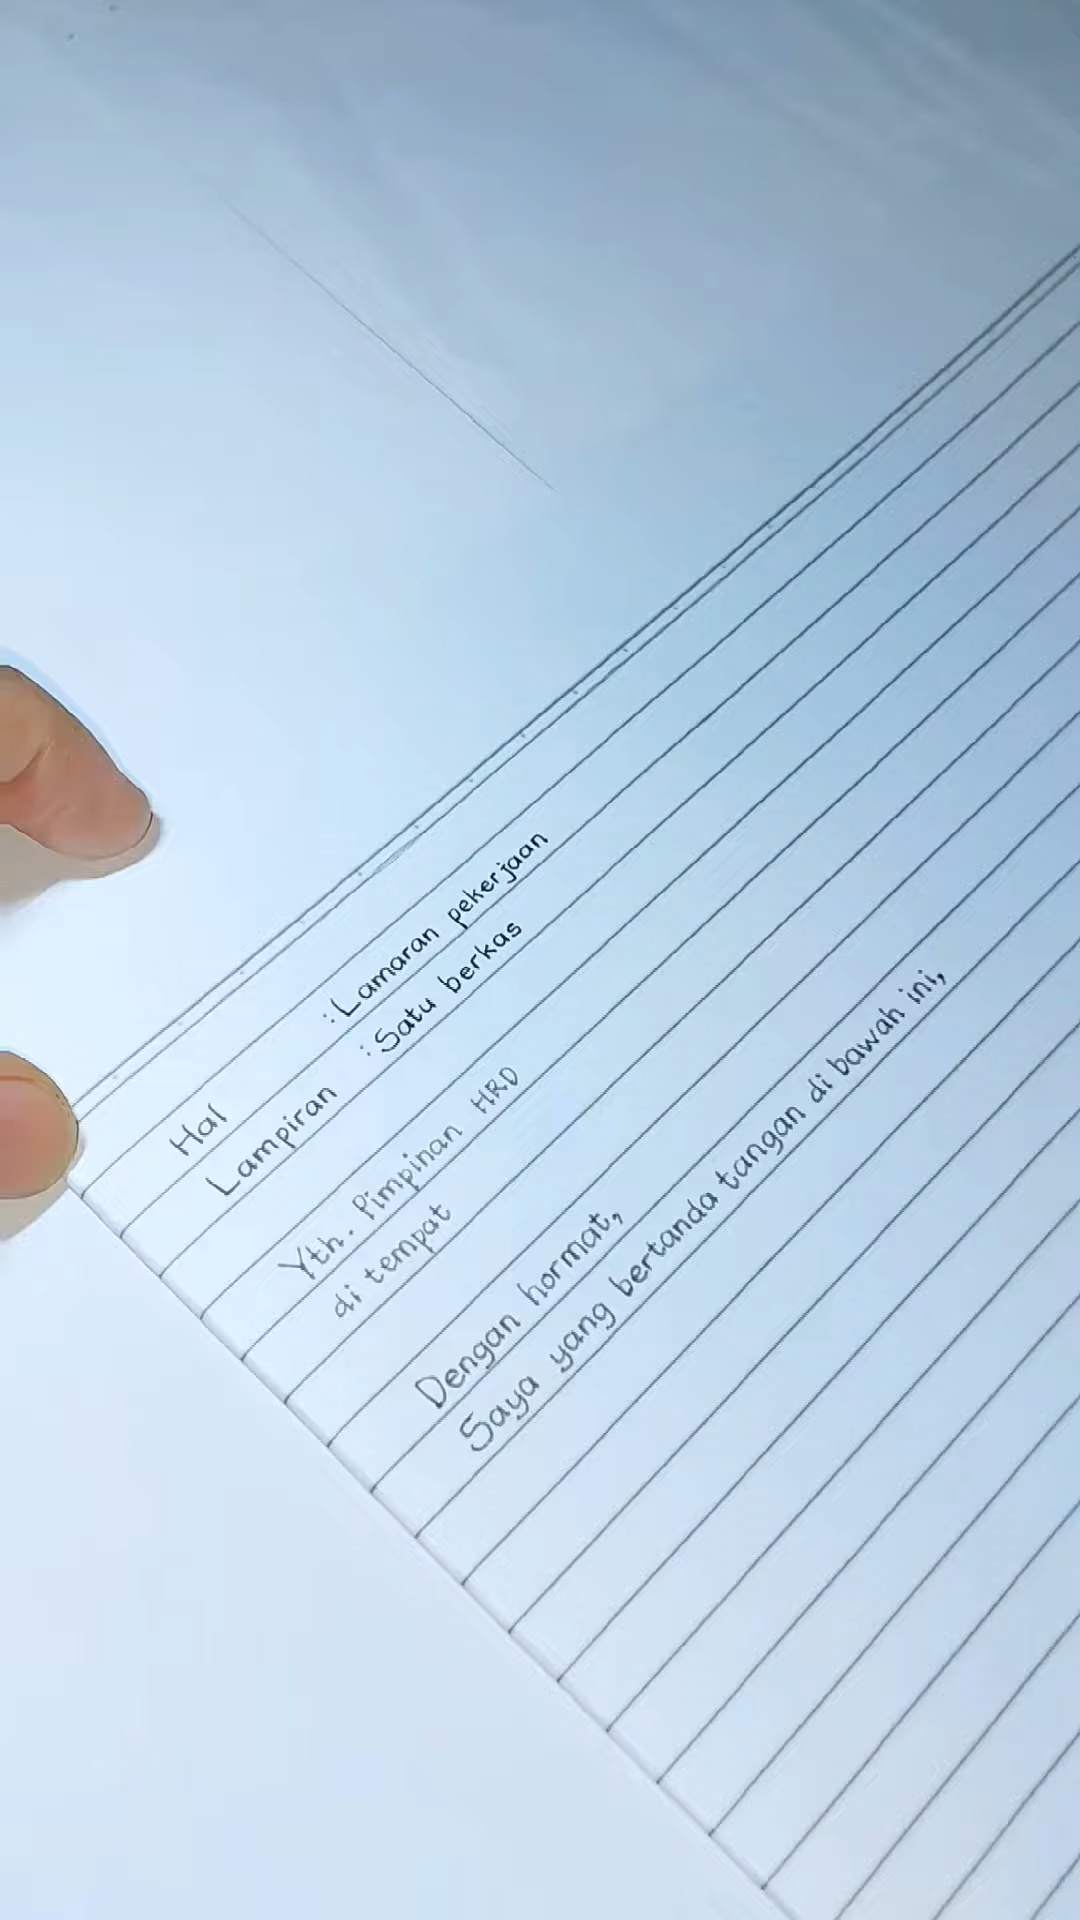 Hal : Lamaran pekerjaan
Lampiran : Satu berkas
Yth. Pimpinan HRD
di tempat
Dengan hormat,
Saya yang bertanda tangan di bawah ini,